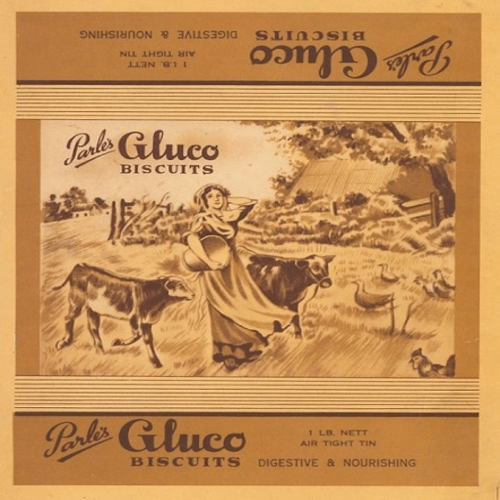 Parle's Gluco
BISCUITS
1 LB. NETT
AIR TIGHT TIN
DIGESTIVE & NOURISHING
Parle's Gluco
BISCUITS
Parle's Gluco
BISCUITS
1 LB. NETT
AIR TIGHT TIN
DIGESTIVE & NOURISHING